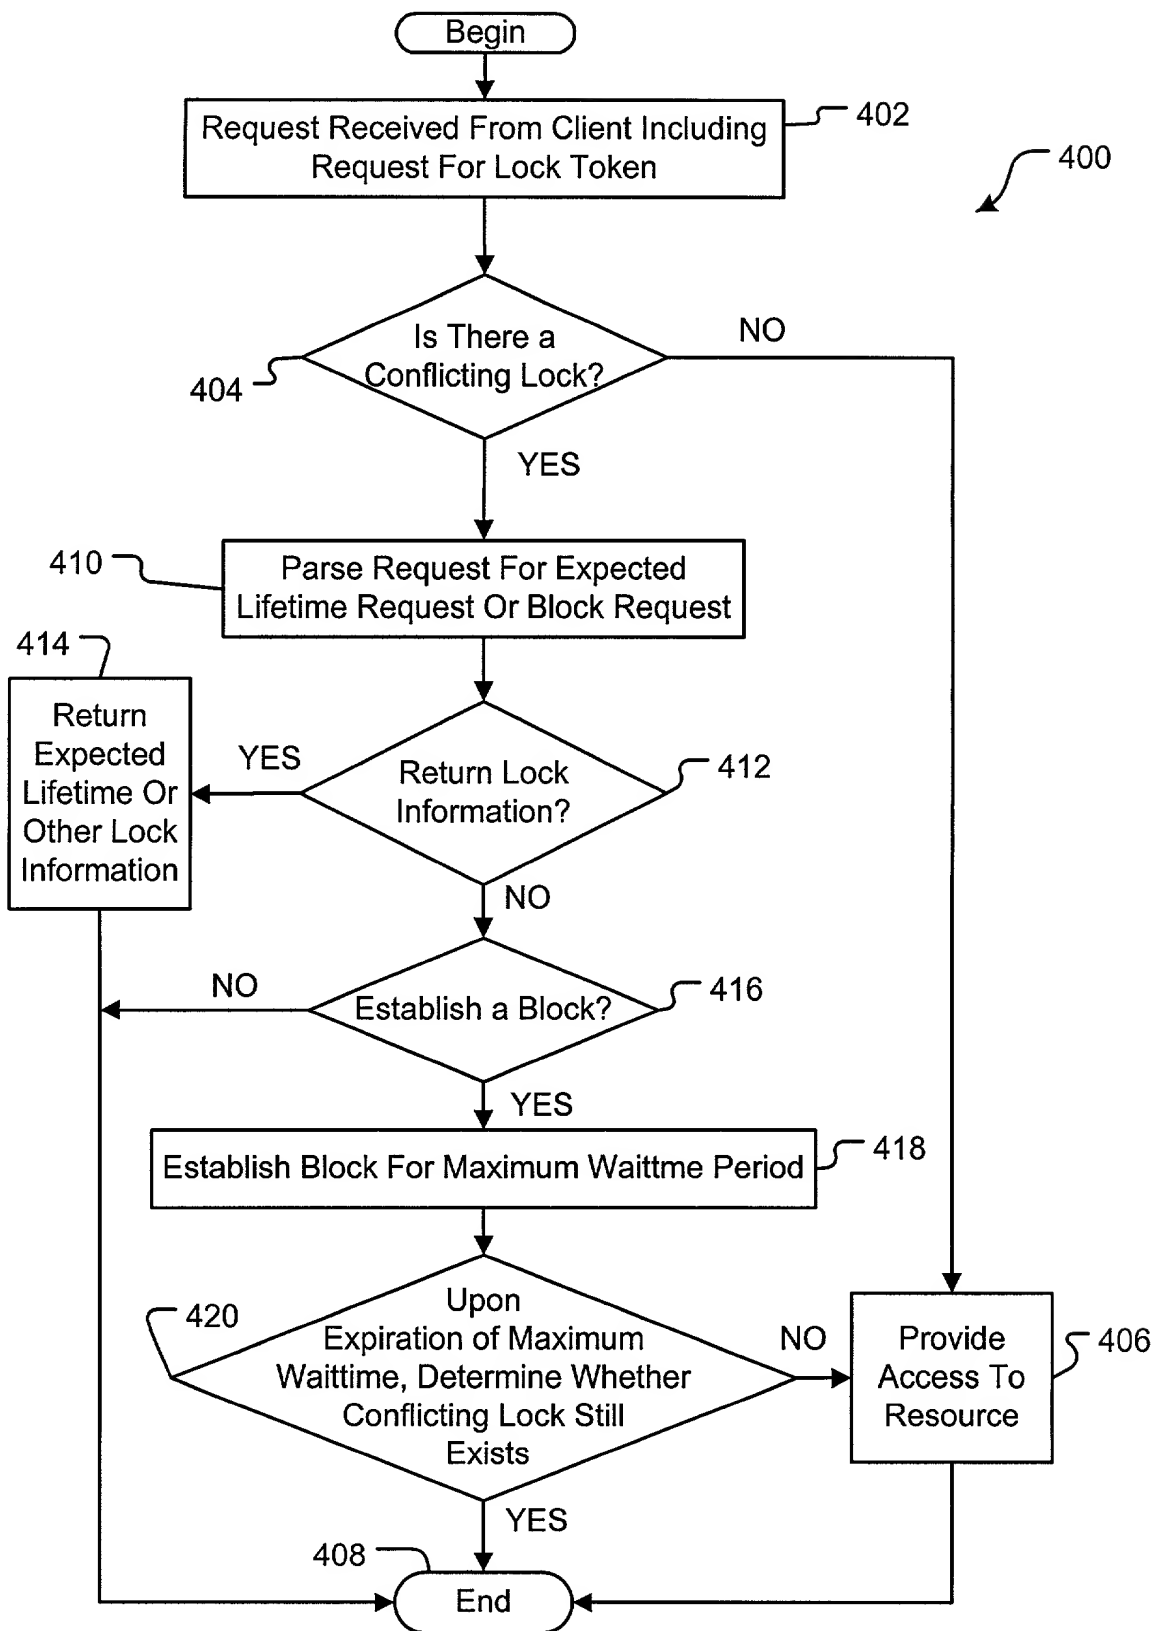 Begin
Request Received From Client Including
Request For Lock Token
402
400
Is There a
Conflicting Lock?
404
NO
YES
410
Parse Request For Expected
Lifetime Request Or Block Request
414
Return
Expected
Lifetime Or
Other Lock
Information
YES
Return Lock
Information?
412
NO
NO
Establish a Block?
416
YES
Establish Block For Maximum Waittme Period
418
420
Upon
Expiration of Maximum
Waittime, Determine Whether
Conflicting Lock Still
Exists
NO
Provide
Access To
Resource
406
YES
408
End